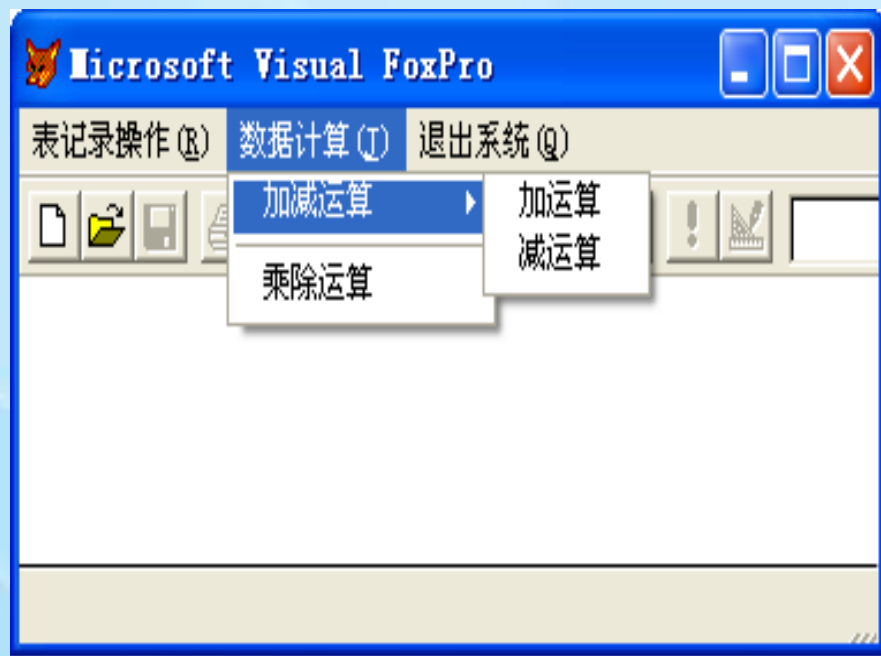 Microsoft Visual FoxPro
表记录操作(R) 数据计算(T) 退出系统(Q)
加减运算
乘除运算
加运算
减运算